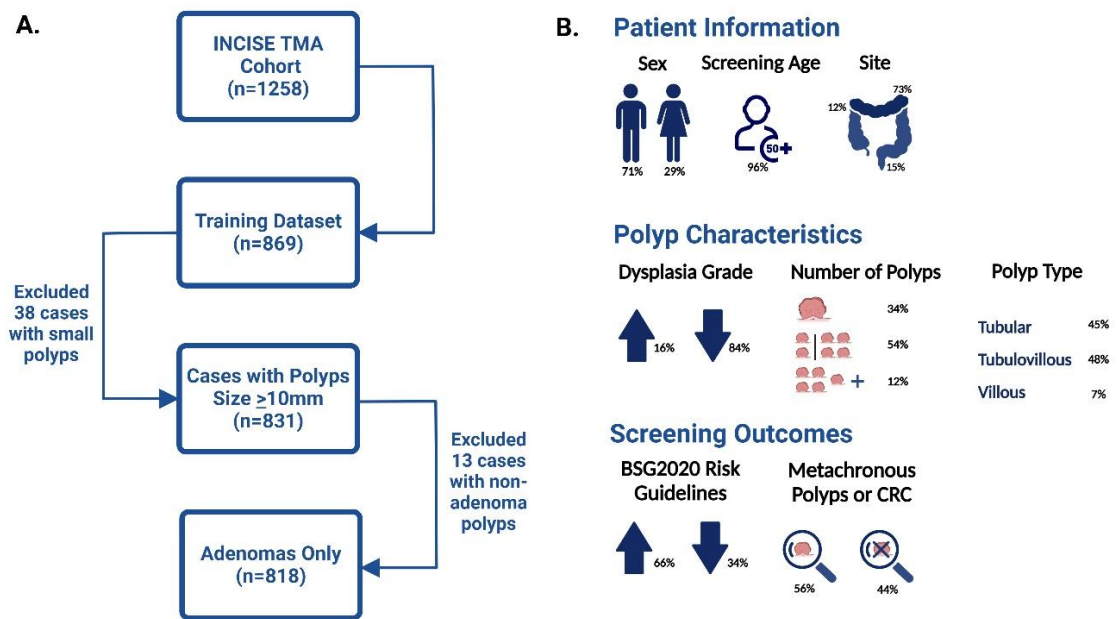 A.
INCISE TMA
Cohort
(n=1258)
Training Dataset
(n=869)
Excluded
38 cases
with small
polyps
Cases with Polyps
Size ≥10mm
(n=831)
Excluded
13 cases
with non-
adenoma
polyps
Adenomas Only
(n=818)
B.
Patient Information
Sex
Screening Age
Site
71%
29%
50+
96%
12%
73%
15%
Polyp Characteristics
Dysplasia Grade
Number of Polyps
Polyp Type
16%
84%
34%
54%
+
12%
Tubular 45%
Tubulovillous 48%
Villous 7%
Screening Outcomes
BSG2020 Risk
Guidelines
Metachronous
Polyps or CRC
66%
34%
56%
44%